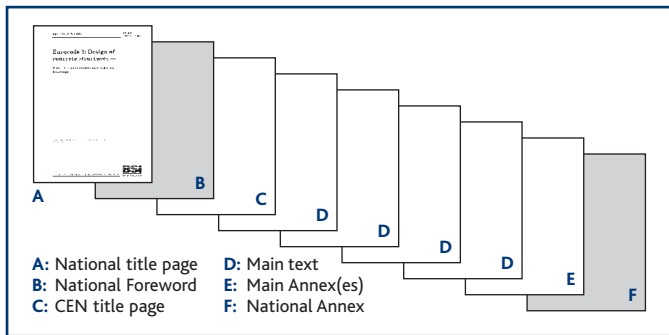 Eurocode 2: Design of
concrete structures —
BSi
A
B
C
D
D
D
D
E
F
A: National title page
B: National Foreword
C: CEN title page
D: Main text
E: Main Annex(es)
F: National Annex